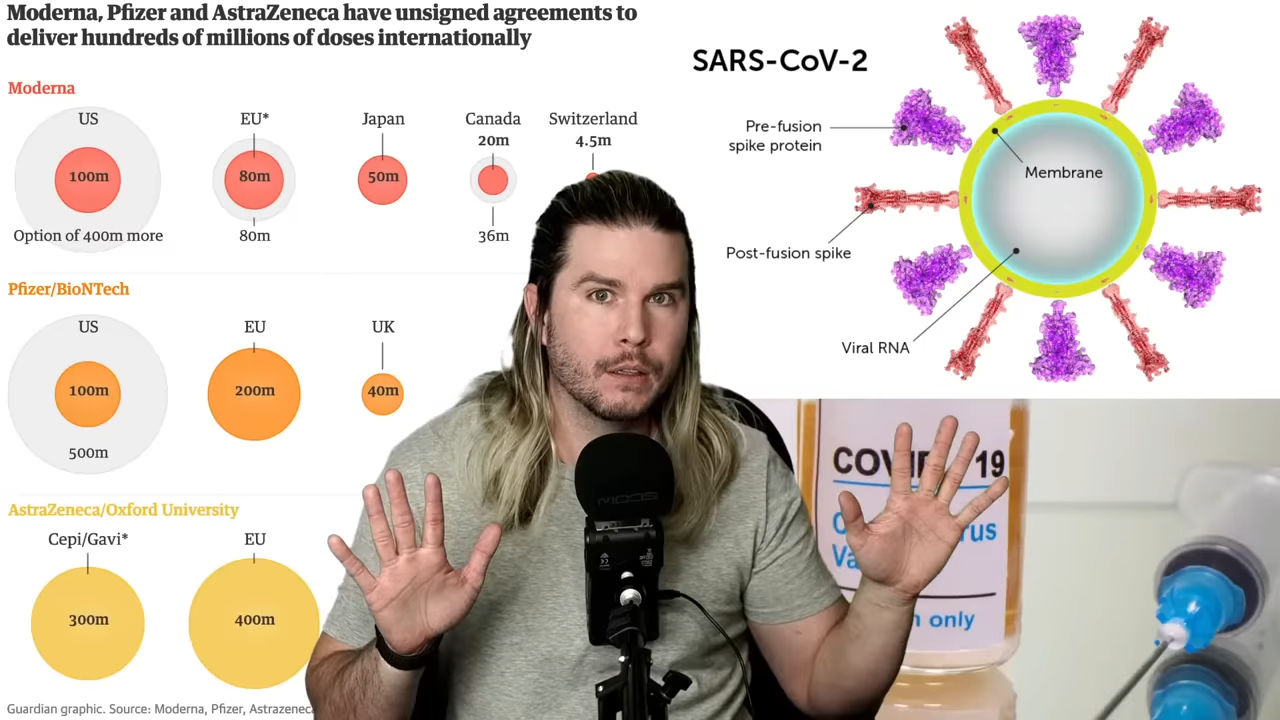 Moderna, Pfizer and AstraZeneca have unsigned agreements to
deliver hundreds of millions of doses internationally
Moderna
US
EU*
Japan
Canada
Switzerland
20m
4.5m
100m
80m
50m
Option of 400m more
80m
36m
Pfizer/BioNTech
US
EU
UK
100m
200m
40m
500m
AstraZeneca/Oxford University
Cepi/Gavi*
EU
300m
400m
Guardian graphic. Source: Moderna, Pfizer,
SARS-CoV-2
Pre-fusion
spike protein
Membrane
Post-fusion spike
Viral RNA
19
only